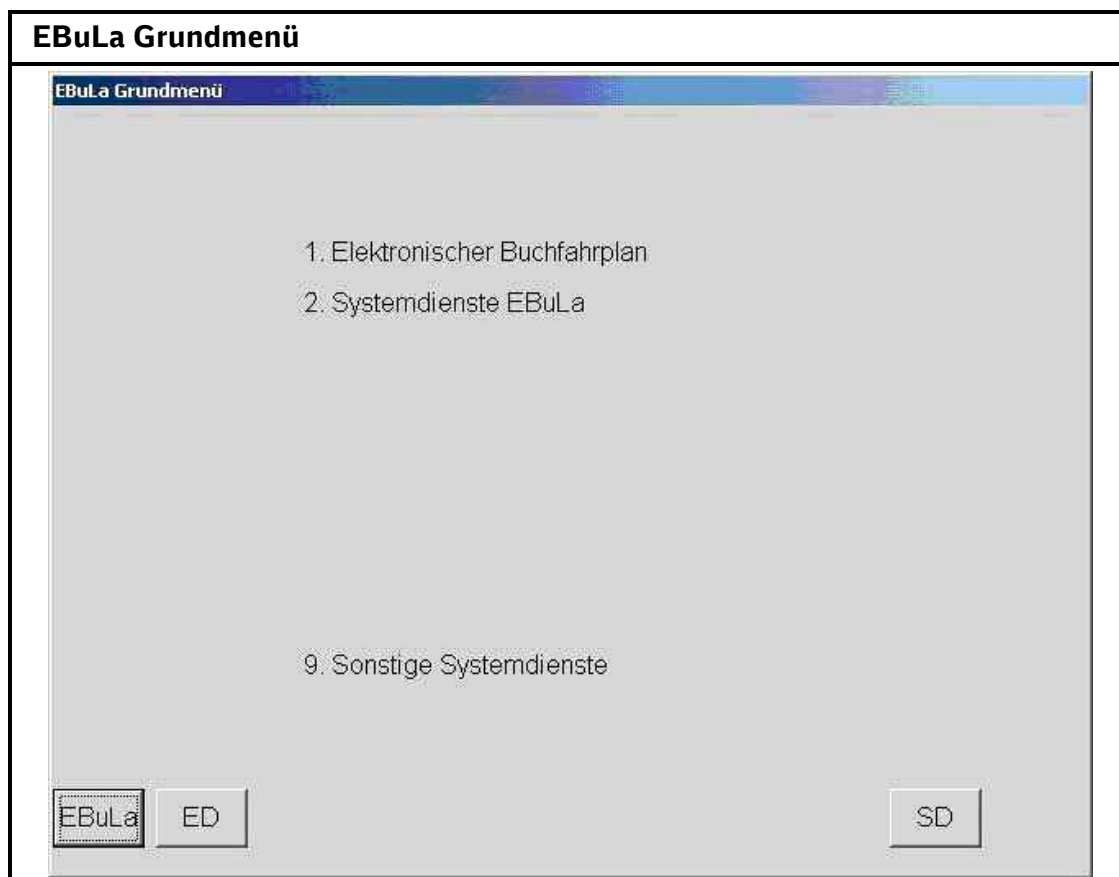 EBuLa Grundmenü
EBuLa Grundmenü
1. Elektronischer Buchfahrplan
2. Systemdienste EBuLa
9. Sonstige Systemdienste
EBuLa ED SD